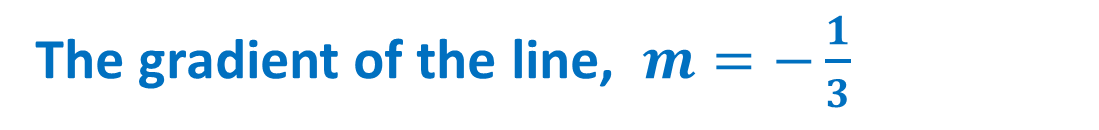 The gradient of the line, m = −1/3